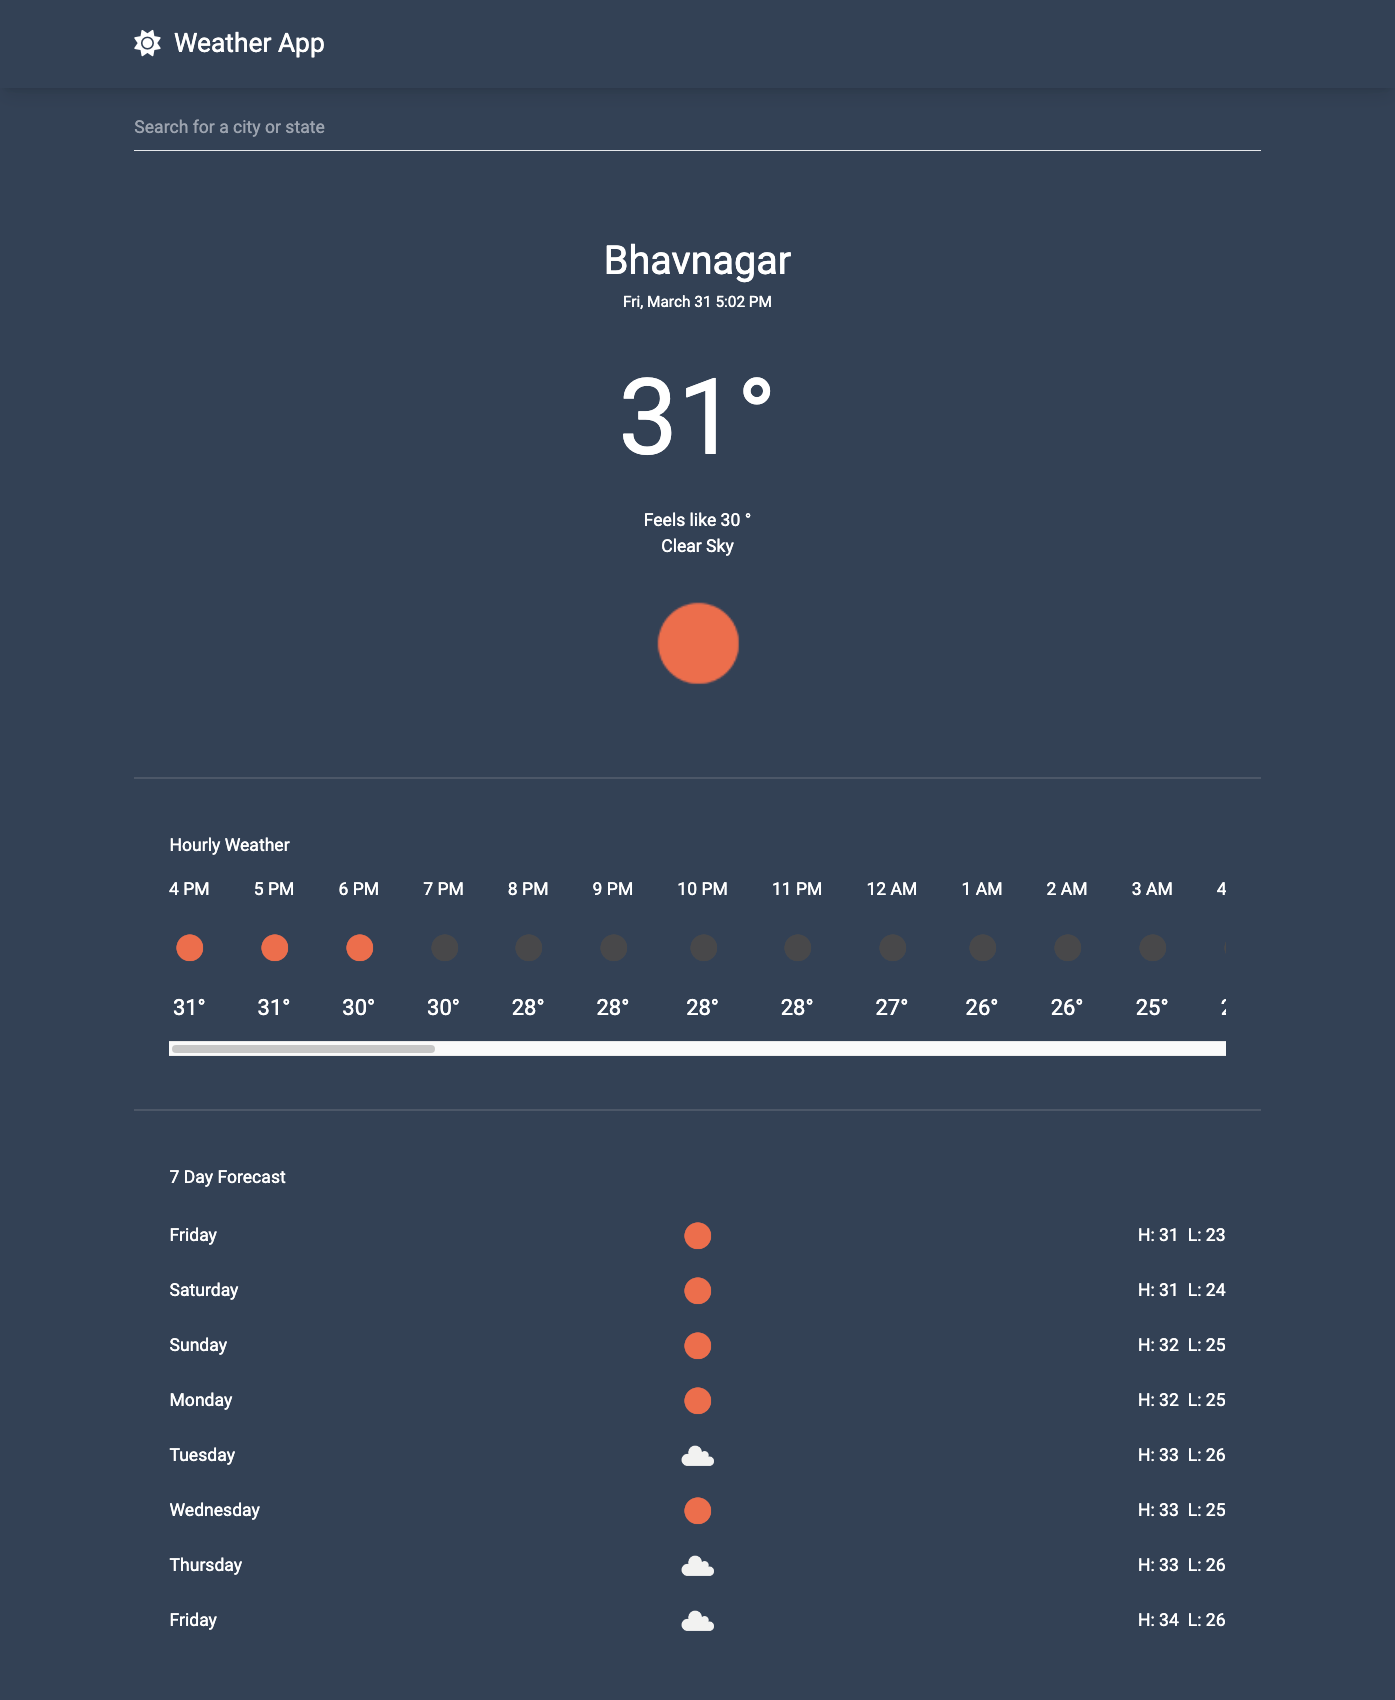 Weather App
Search for a city or state
Bhavnagar
Fri, March 31 5:02 PM
31°
Feels like 30 °
Clear Sky
Hourly Weather
4 PM 5 PM 6 PM 7 PM 8 PM 9 PM 10 PM 11 PM 12 AM 1 AM 2 AM 3 AM 4
31° 31° 30° 30° 28° 28° 28° 28° 27° 26° 26° 25°
7 Day Forecast
Friday H: 31 L: 23
Saturday H: 31 L: 24
Sunday H: 32 L: 25
Monday H: 32 L: 25
Tuesday H: 33 L: 26
Wednesday H: 33 L: 25
Thursday H: 33 L: 26
Friday H: 34 L: 26